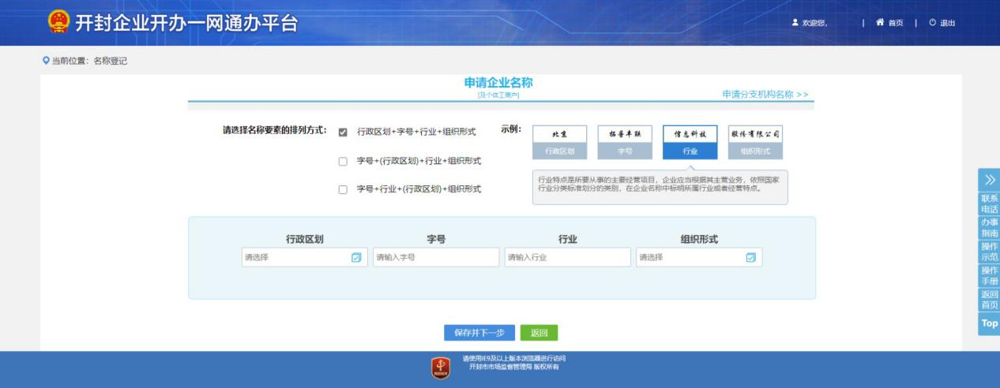 开封企业开办一网通办平台
欢迎您, | 首页 | 退出
当前位置：名称登记
申请企业名称
[及个体工商户]
申请分支机构名称 >>
请选择名称要素的排列方式：
行政区划+字号+行业+组织形式
字号+(行政区划)+行业+组织形式
字号+行业+(行政区划)+组织形式
示例：
北京
行政区划
拓普丰联
字号
信息科技
行业
股份有限公司
组织形式
行业特点是所要从事的主要经营项目，企业应当根据其主营业务，依照国家
行业分类标准划分的类别，在企业名称中标明所属行业或者经营特点。
行政区划
请选择
字号
请输入字号
行业
请输入行业
组织形式
请选择
保存并下一步
返回
联系
电话
办事
指南
操作
示范
操作
手册
返回
首页
Top
请使用IE9及以上版本浏览器进行访问
开封市市场监督管理局 版权所有